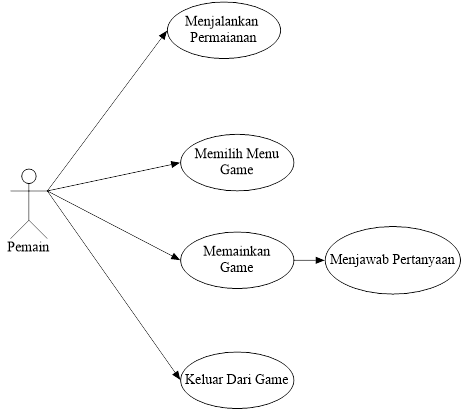 Menjalankan
Permaianan
Memilih Menu
Game
Pemain
Memainkan
Game
Menjawab Pertanyaan
Keluar Dari Game